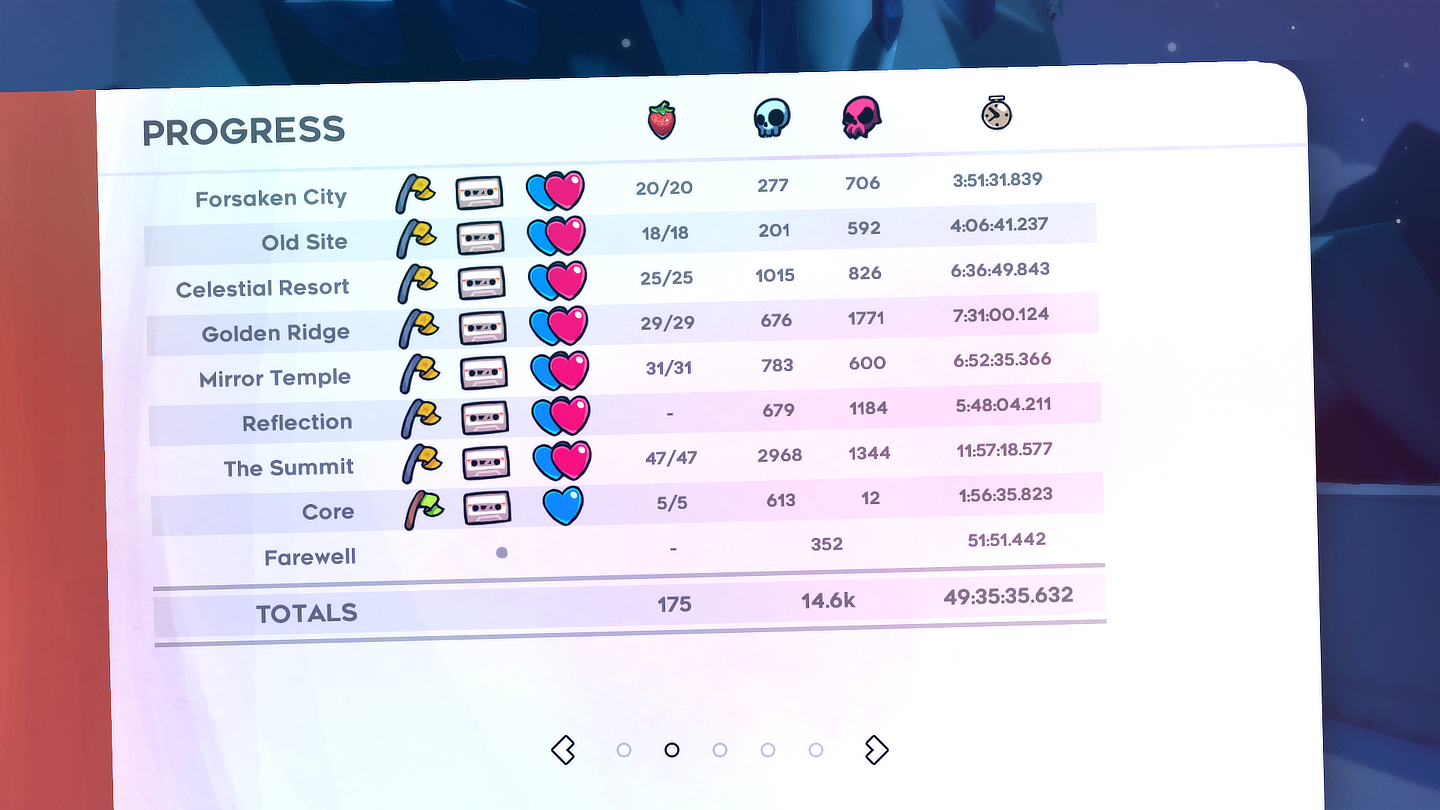 PROGRESS
Forsaken City 20/20 277 706 3:51:31.839
Old Site 18/18 201 592 4:06:41.237
Celestial Resort 25/25 1015 826 6:36:49.843
Golden Ridge 29/29 676 1771 7:31:00.124
Mirror Temple 31/31 783 600 6:52:35.366
Reflection - 679 1184 5:48:04.211
The Summit 47/47 2968 1344 11:57:18.577
Core 5/5 613 12 1:56:35.823
Farewell - 352 51:51.442
TOTALS 175 14.6k 49:35:35.632